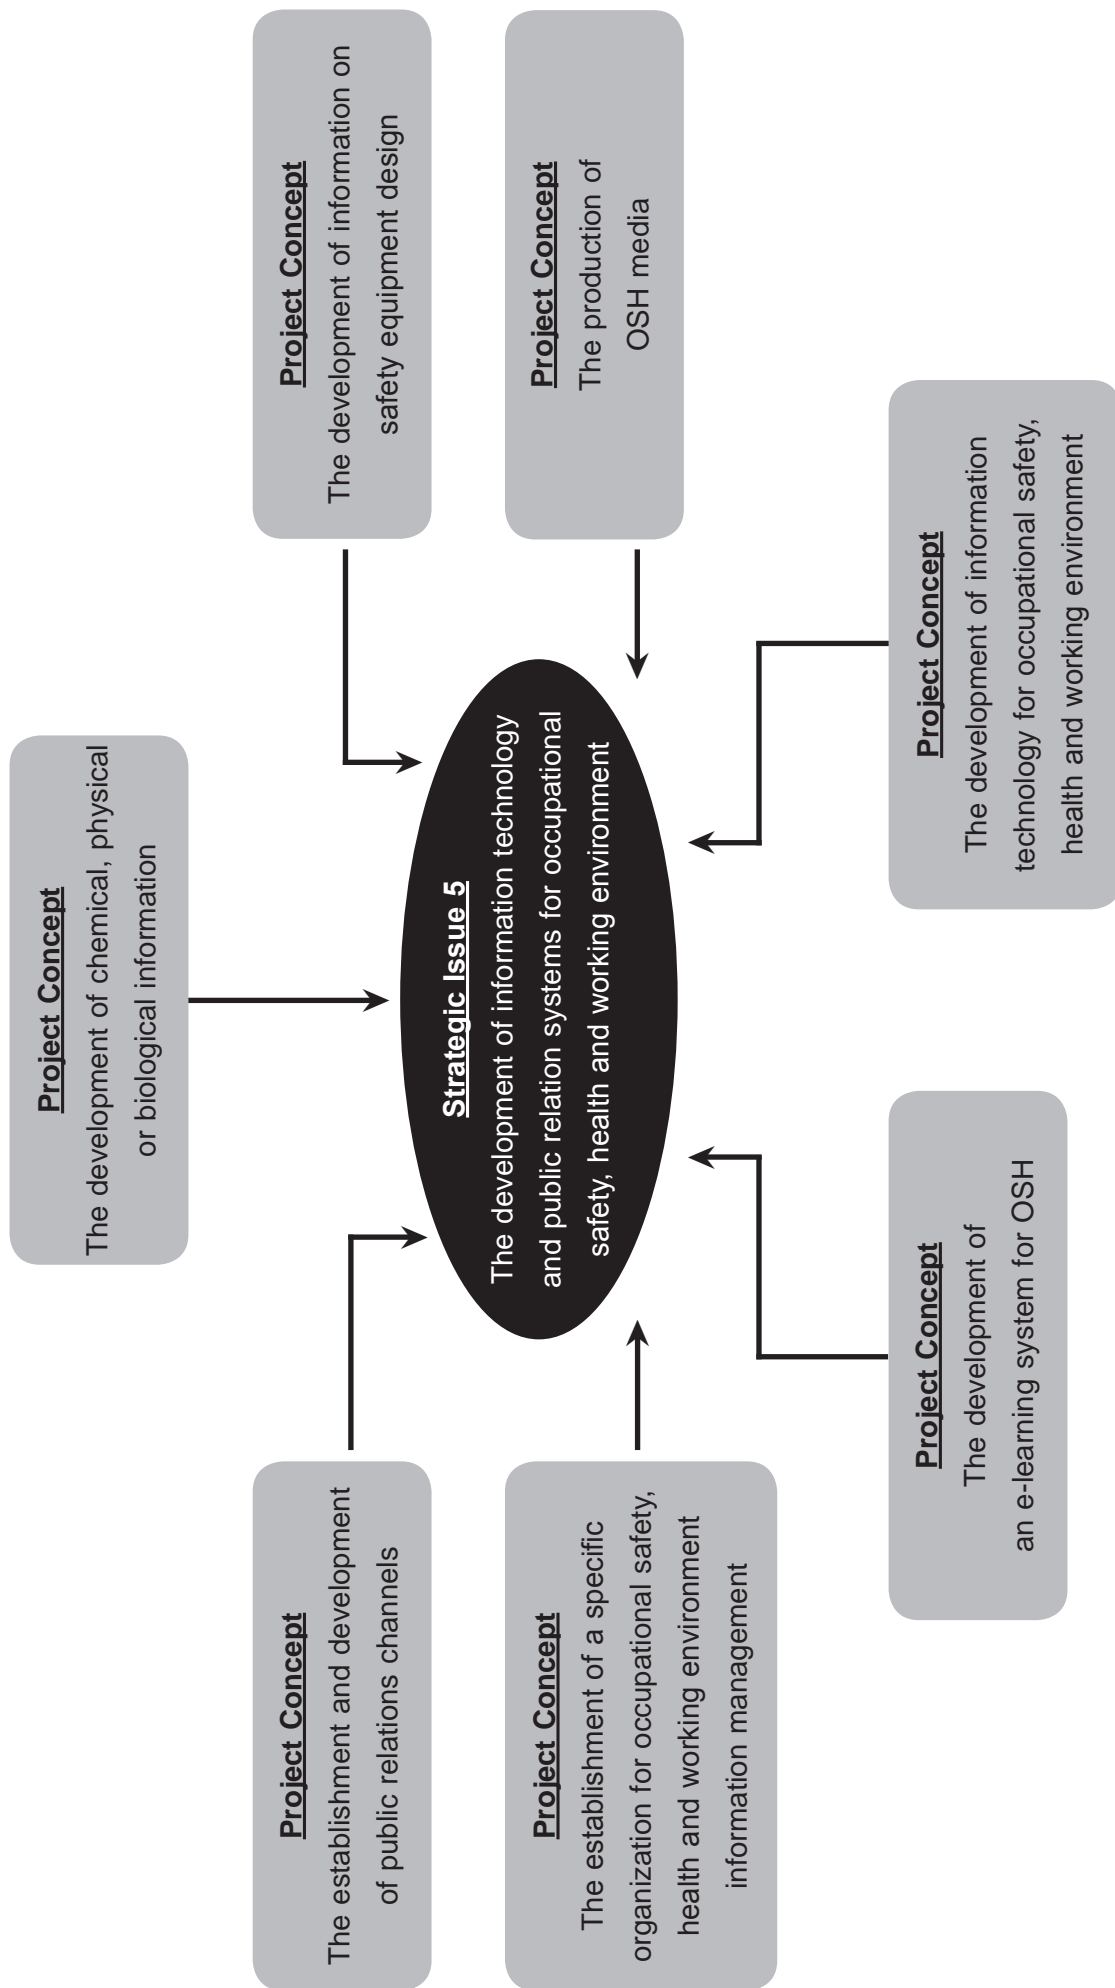 Project Concept
The development of chemical, physical
or biological information
Project Concept
The establishment and development
of public relations channels
Project Concept
The development of information on
safety equipment design
Strategic Issue 5
The development of information technology
and public relation systems for occupational
safety, health and working environment
Project Concept
The establishment of a specific
organization for occupational safety,
health and working environment
information management
Project Concept
The production of
OSH media
Project Concept
The development of
an e-learning system for OSH
Project Concept
The development of information
technology for occupational safety,
health and working environment